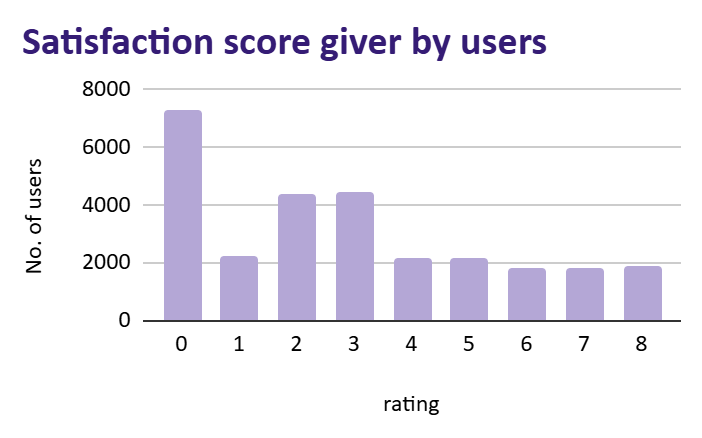 Satisfaction score giver by users
8000
6000
4000
2000
0
No. of users
0 1 2 3 4 5 6 7 8
rating